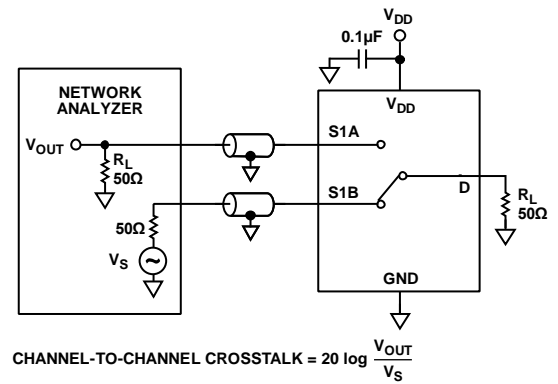 V_DD
0.1µF
NETWORK
ANALYZER
V_DD
V_OUT
S1A
R_L
50Ω
S1B
D
R_L
50Ω
50Ω
V_S
GND
CHANNEL-TO-CHANNEL CROSSTALK = 20 log V_OUT / V_S